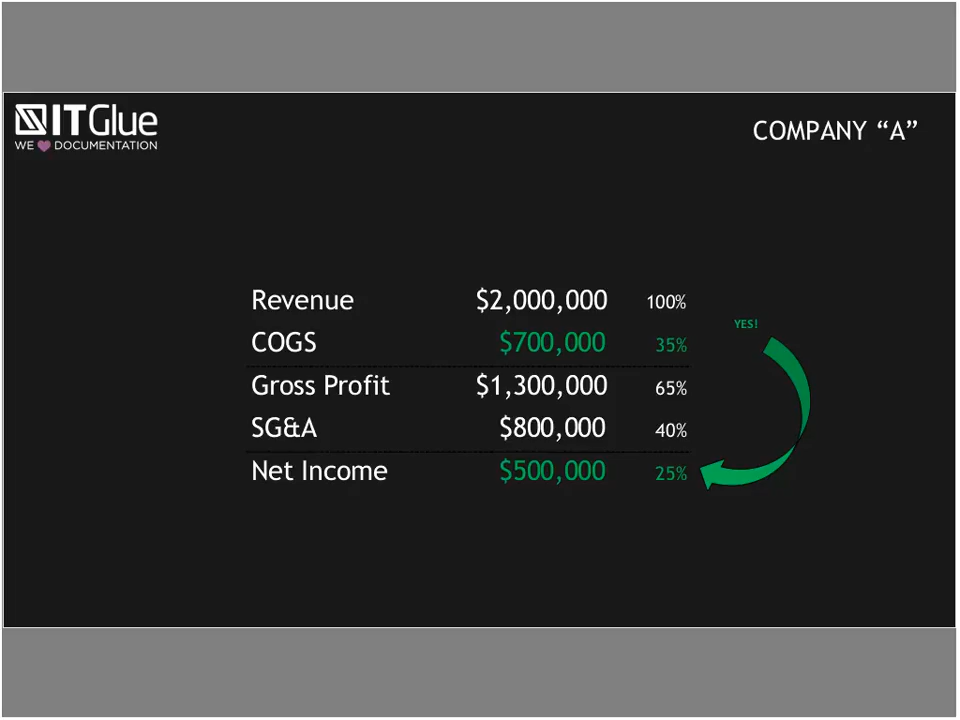 ITGlue
WE ♥ DOCUMENTATION
COMPANY “A”
Revenue $2,000,000 100%
YES!
COGS $700,000 35%
Gross Profit $1,300,000 65%
SG&A $800,000 40%
Net Income $500,000 25%